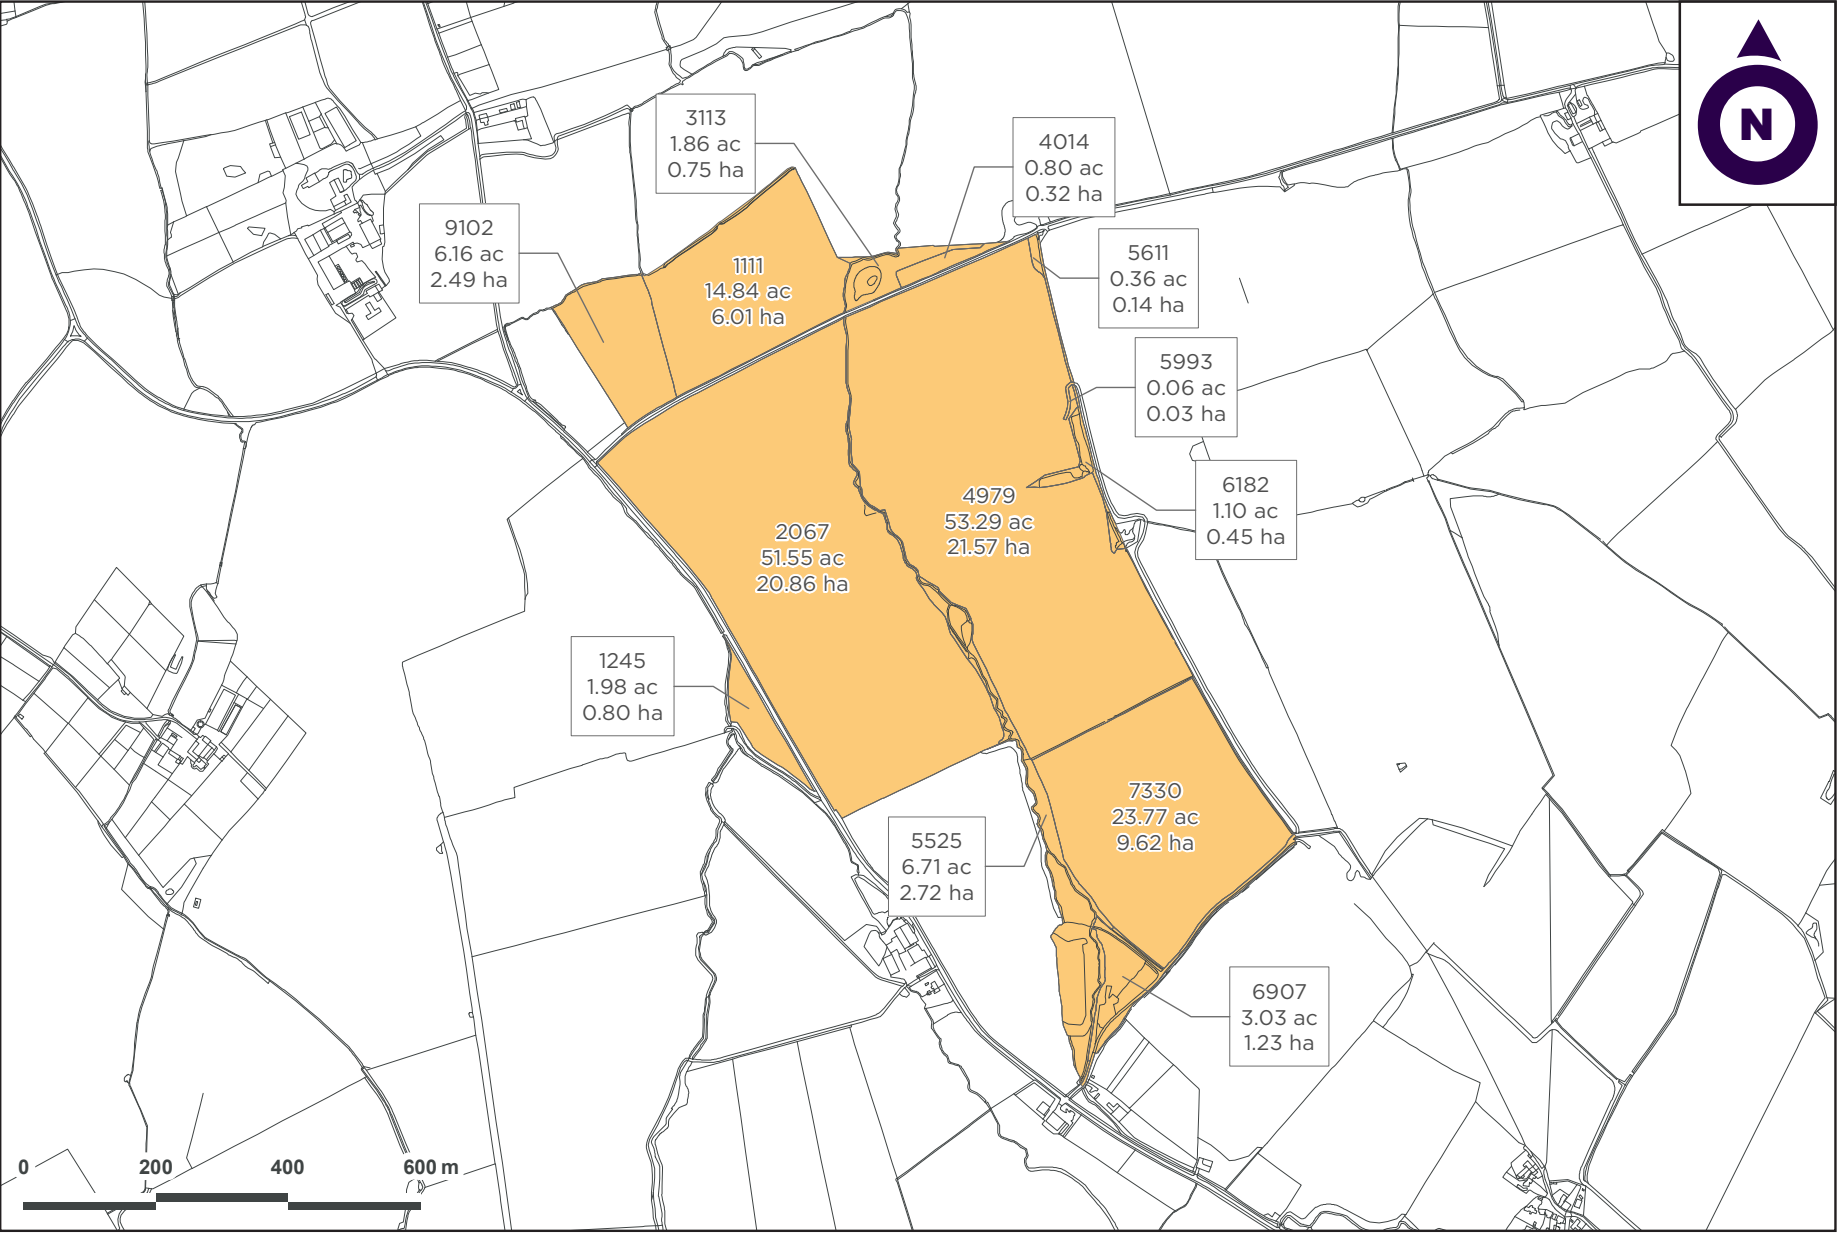 N
3113
1.86 ac
0.75 ha
4014
0.80 ac
0.32 ha
9102
6.16 ac
2.49 ha
1111
14.84 ac
6.01 ha
5611
0.36 ac
0.14 ha
5993
0.06 ac
0.03 ha
6182
1.10 ac
0.45 ha
4979
53.29 ac
21.57 ha
2067
51.55 ac
20.86 ha
1245
1.98 ac
0.80 ha
7330
23.77 ac
9.62 ha
5525
6.71 ac
2.72 ha
6907
3.03 ac
1.23 ha
0 200 400 600 m